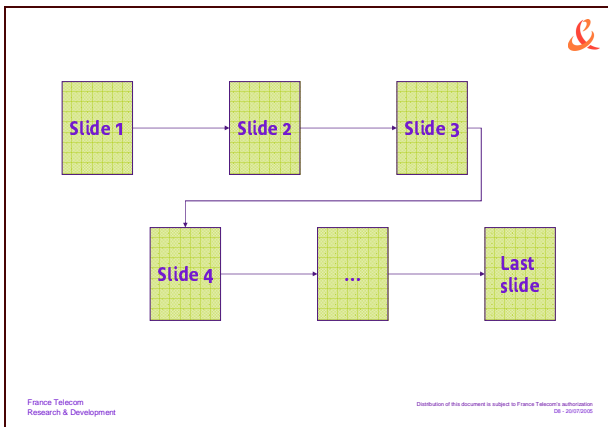 Slide 1
Slide 2
Slide 3
Slide 4
...
Last
slide
France Telecom
Research & Development
Distribution of this document is subject to France Telecom's authorization
D8 - 20/07/2005